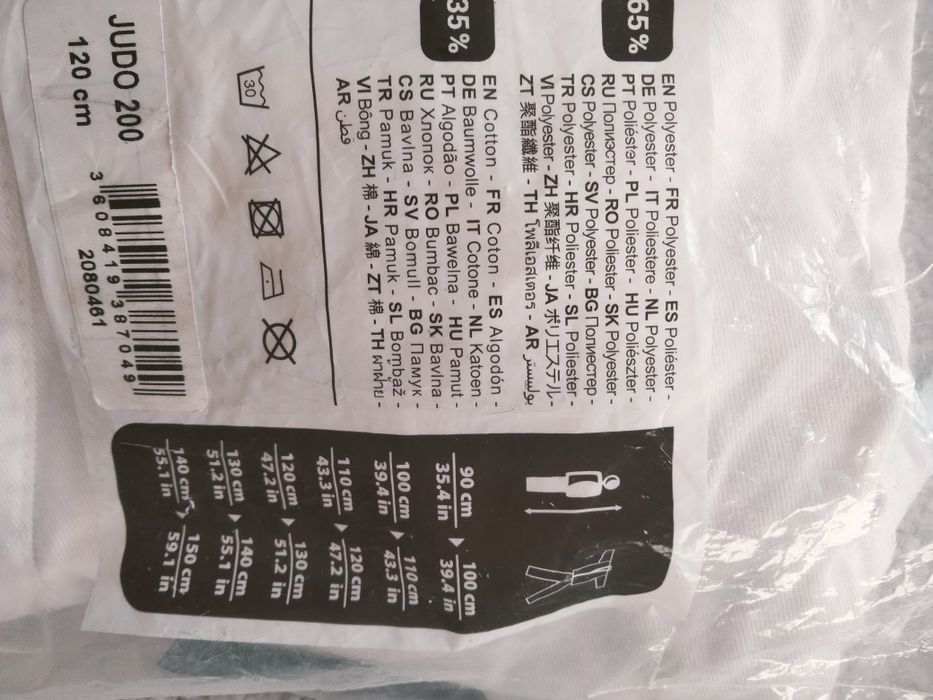 65%
EN Polyester - FR Polyester - ES Poliéster -
DE Polyester - IT Poliestere - NL Polyester -
PT Poliéster - PL Poliester - HU Poliészter -
RU Полиэстер - RO Poliester - SK Polyester -
CS Polyester - SV Polyester - BG Полиестер -
TR Polyester - HR Poliester - SL Poliester -
VI Polyester - ZH 聚酯纤维 - JA ポリエステル -
ZT 聚酯纖維 - TH โพลีเอสเตอร์ - AR بوليستر
35%
EN Cotton - FR Coton - ES Algodón -
DE Baumwolle - IT Cotone - NL Katoen -
PT Algodão - PL Bawełna - HU Pamut -
RU Хлопок - RO Bumbac - SK Bavlna -
CS Bavlna - SV Bomull - BG Памук -
TR Pamuk - HR Pamuk - SL Bombaž -
VI Bông - ZH 棉 - JA 綿 - ZT 棉 - TH ผ้าฝ้าย -
AR قطن
30
JUDO 200
120 cm
3 608419 387049
2080461
90 cm 100 cm
35.4 in 39.4 in
100 cm 110 cm
39.4 in 43.3 in
110 cm 120 cm
43.3 in 47.2 in
120 cm 130 cm
47.2 in 51.2 in
130 cm 140 cm
51.2 in 55.1 in
140 cm 150 cm
55.1 in 59.1 in